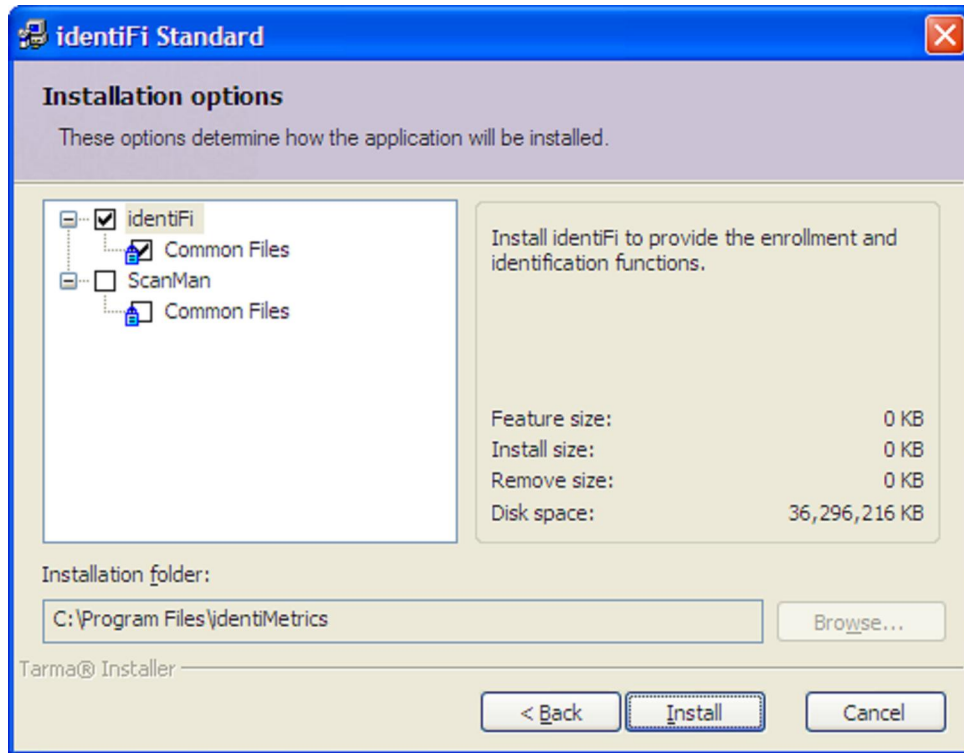 identiFi Standard
Installation options
These options determine how the application will be installed.
identiFi
Common Files
ScanMan
Common Files
Install identiFi to provide the enrollment and
identification functions.
Feature size: 0 KB
Install size: 0 KB
Remove size: 0 KB
Disk space: 36,296,216 KB
Installation folder:
C:\Program Files\identiMetrics
Browse...
Tarma® Installer
< Back
Install
Cancel